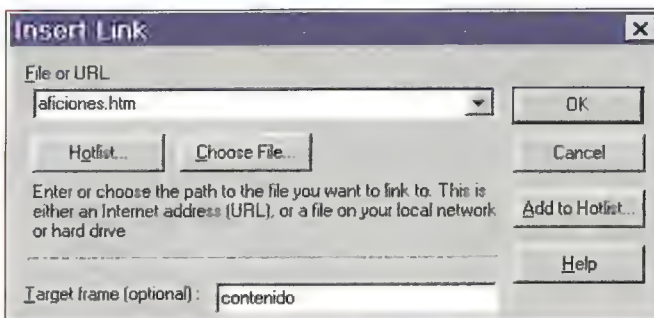 Insert Link
File or URL
aficiones.htm
OK
Hotlist...
Choose File...
Cancel
Enter or choose the path to the file you want to link to. This is
either an Internet address (URL), or a file on your local network
or hard drive
Add to Hotlist...
Help
Target frame (optional) :
contenido